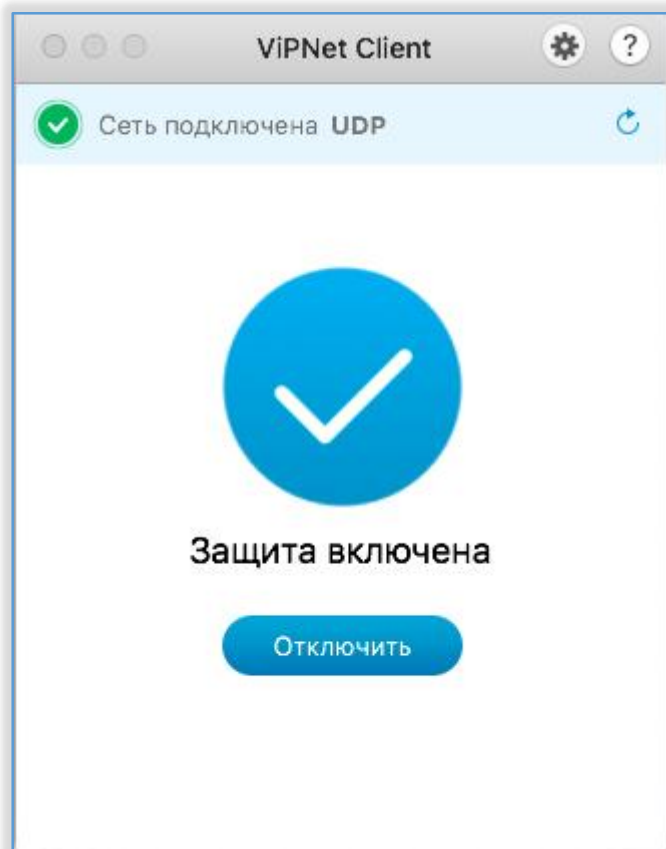 ViPNet Client ?
Сеть подключена UDP
Защита включена
Отключить